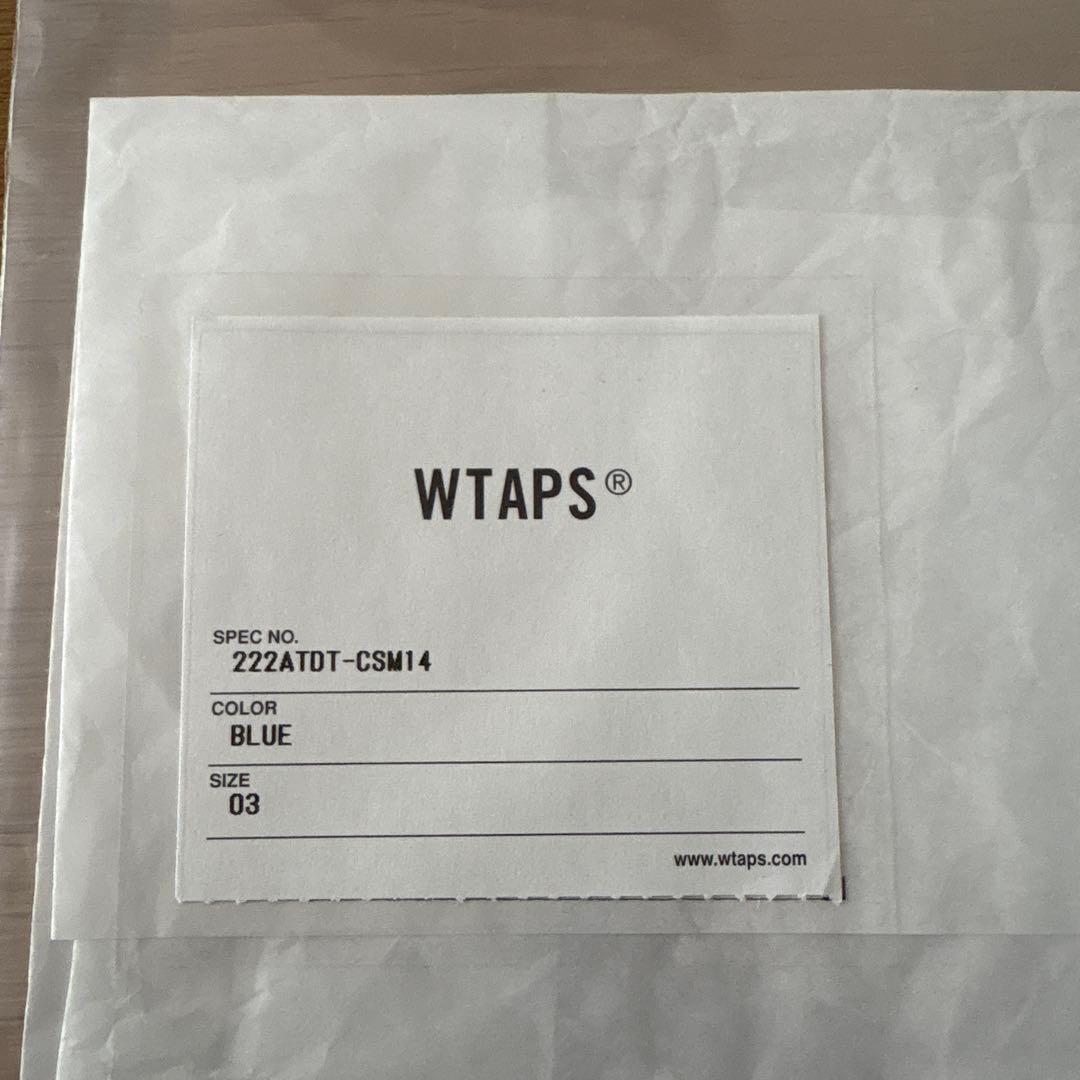 WTAPS®
SPEC NO.
222ATDT-CSM14
COLOR
BLUE
SIZE
03
www.wtaps.com